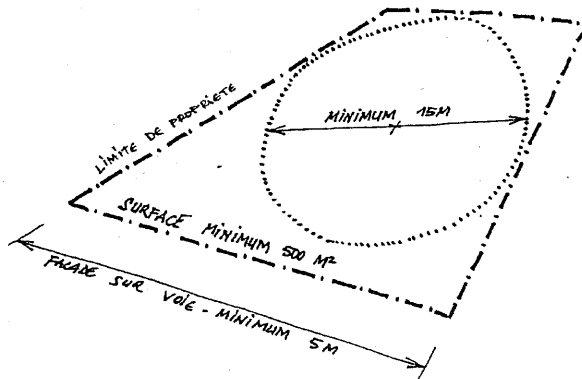 MINIMUM 15M
LIMITE DE PROPRIETE
SURFACE MINIMUM 500 M²
FACADE SUR VOIE - MINIMUM 5M